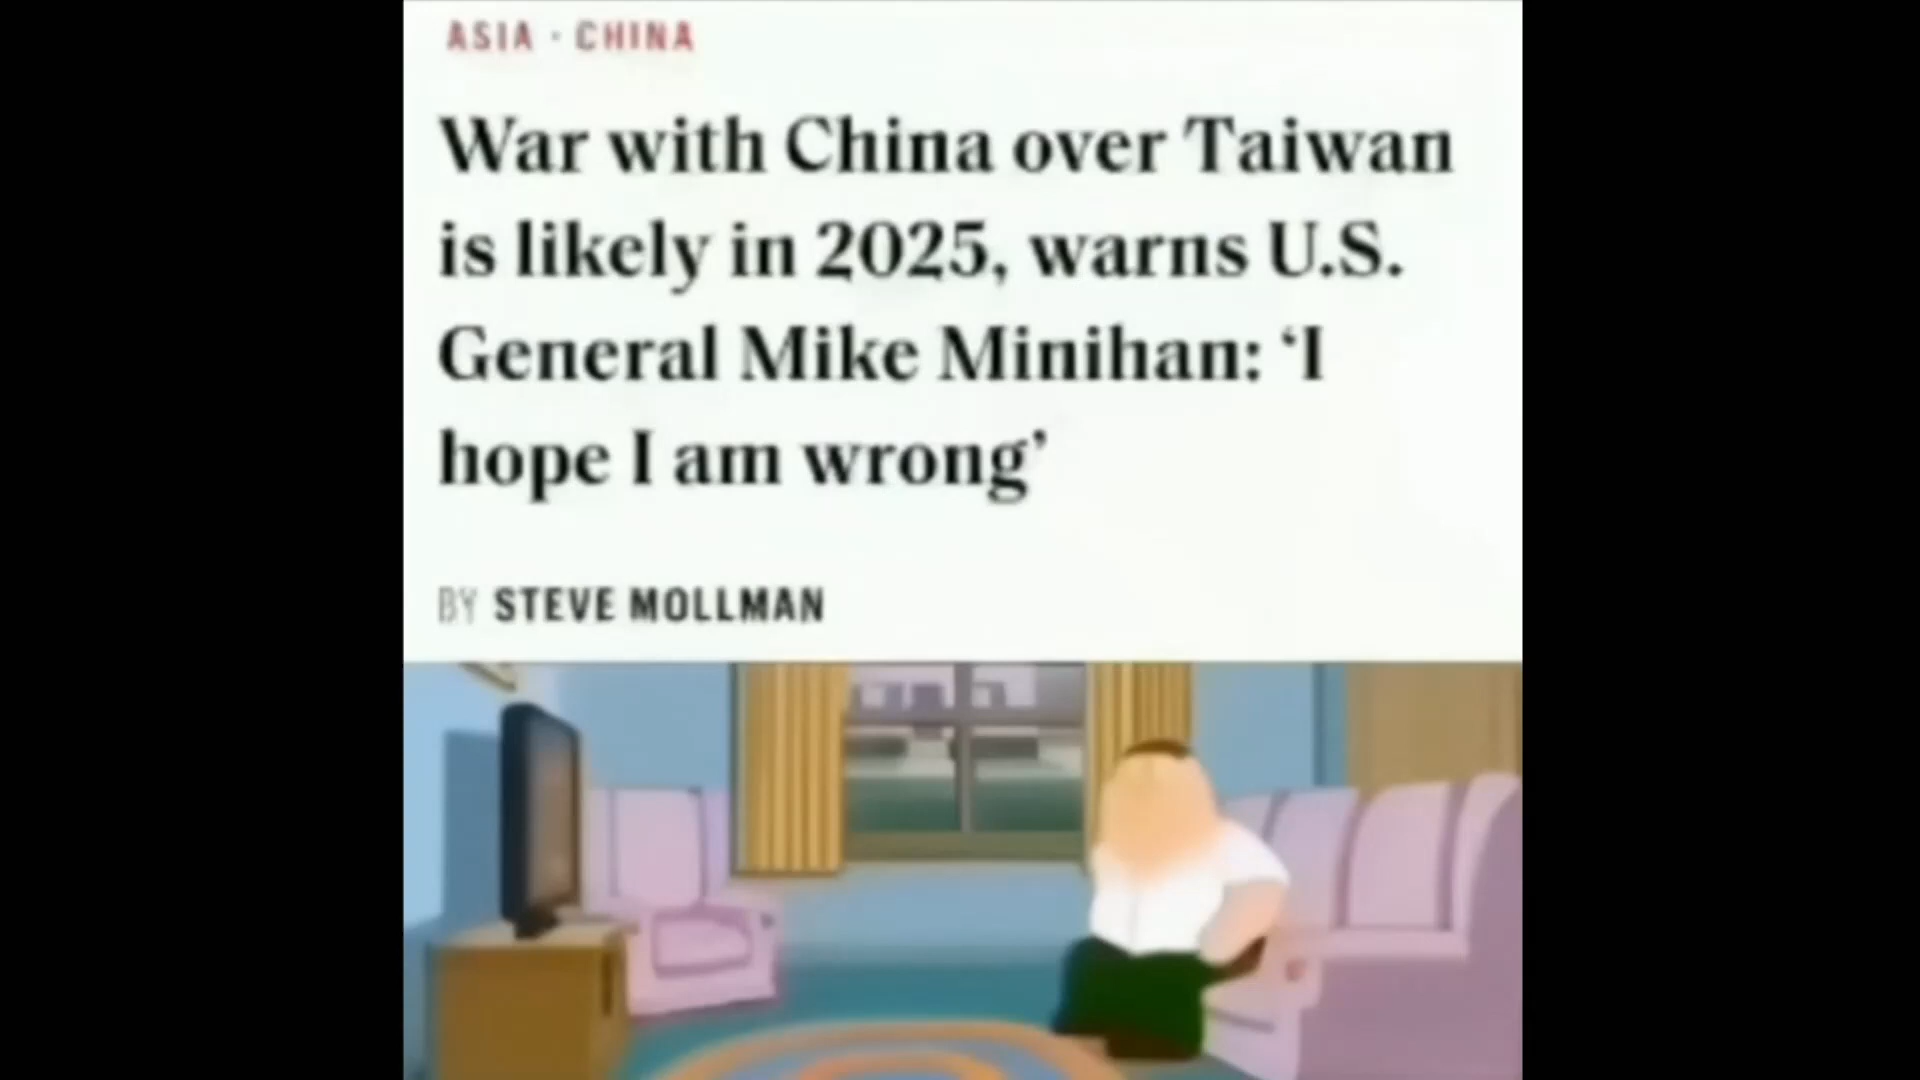 ASIA · CHINA
War with China over Taiwan
is likely in 2025, warns U.S.
General Mike Minihan: ‘I
hope I am wrong’
BY STEVE MOLLMAN